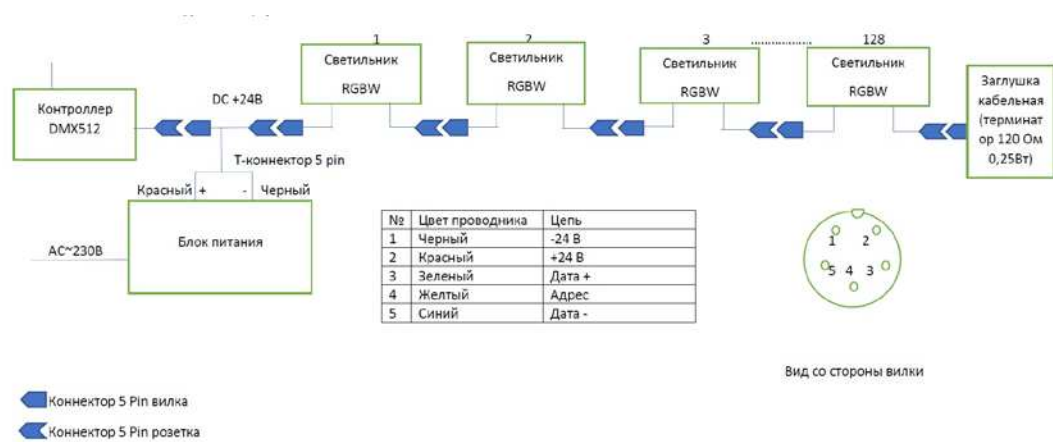 1
2
3
128
Светильник
RGBW
Светильник
RGBW
Светильник
RGBW
Светильник
RGBW
Контроллер
DMX512
DC +24В
Заглушка
кабельная
(терминат
ор 120 Ом
0,25Вт)
Т-коннектор 5 pin
Красный + - Черный
Блок питания
AC~230В
№ Цвет проводника Цепь
1 Черный -24 В
2 Красный +24 В
3 Зеленый Дата +
4 Желтый Адрес
5 Синий Дата -
1 2
5 4 3
Вид со стороны вилки
Коннектор 5 Pin вилка
Коннектор 5 Pin розетка